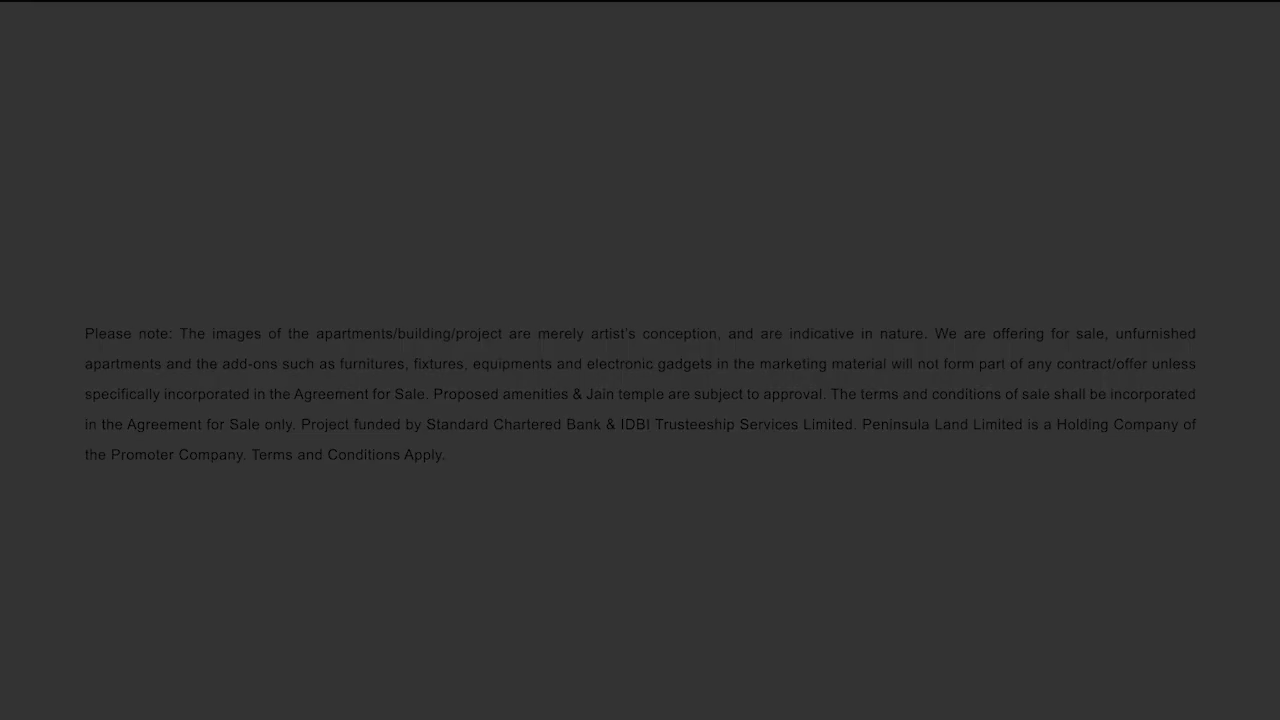 Please note: The images of the apartments/building/project are merely artist's conception, and are indicative in nature. We are offering for sale, unfurnished
apartments and the add-ons such as furnitures, fixtures, equipments and electronic gadgets in the marketing material will not form part of any contract/offer unless
specifically incorporated in the Agreement for Sale. Proposed amenities & Jain temple are subject to approval. The terms and conditions of sale shall be incorporated
in the Agreement for Sale only. Project funded by Standard Chartered Bank & IDBI Trusteeship Services Limited. Peninsula Land Limited is a Holding Company of
the Promoter Company. Terms and Conditions Apply.